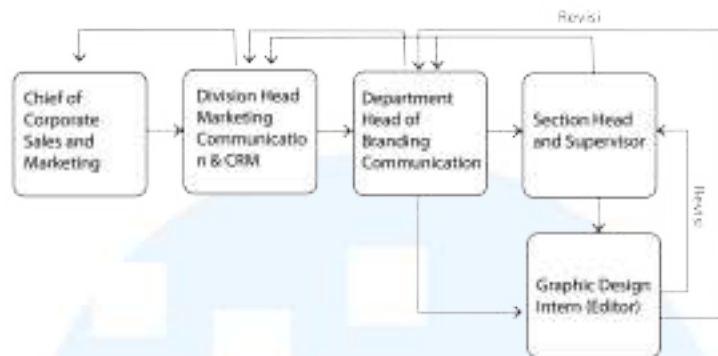 Revisi
Chief of
Corporate
Sales and
Marketing
Division Head
Marketing
Communicatio
n & CRM
Department
Head of
Branding
Communication
Section Head
and Supervisor
Revisi
Graphic Design
Intern (Editor)